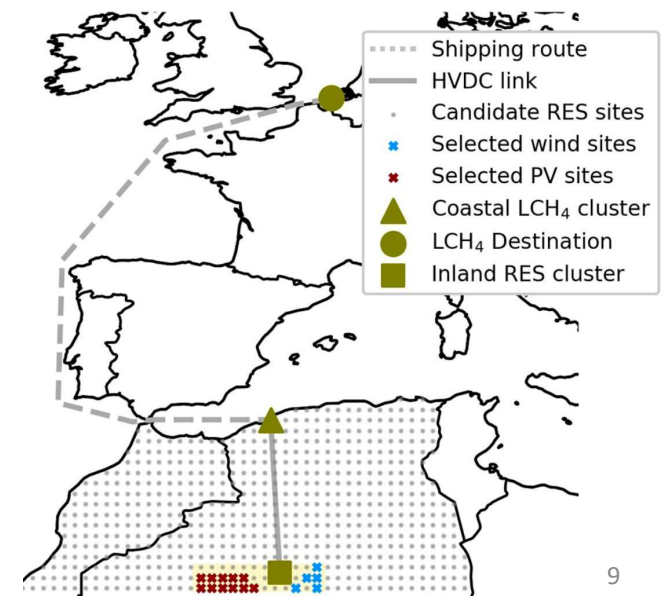 Shipping route
HVDC link
Candidate RES sites
Selected wind sites
Selected PV sites
Coastal LCH₄ cluster
LCH₄ Destination
Inland RES cluster
9